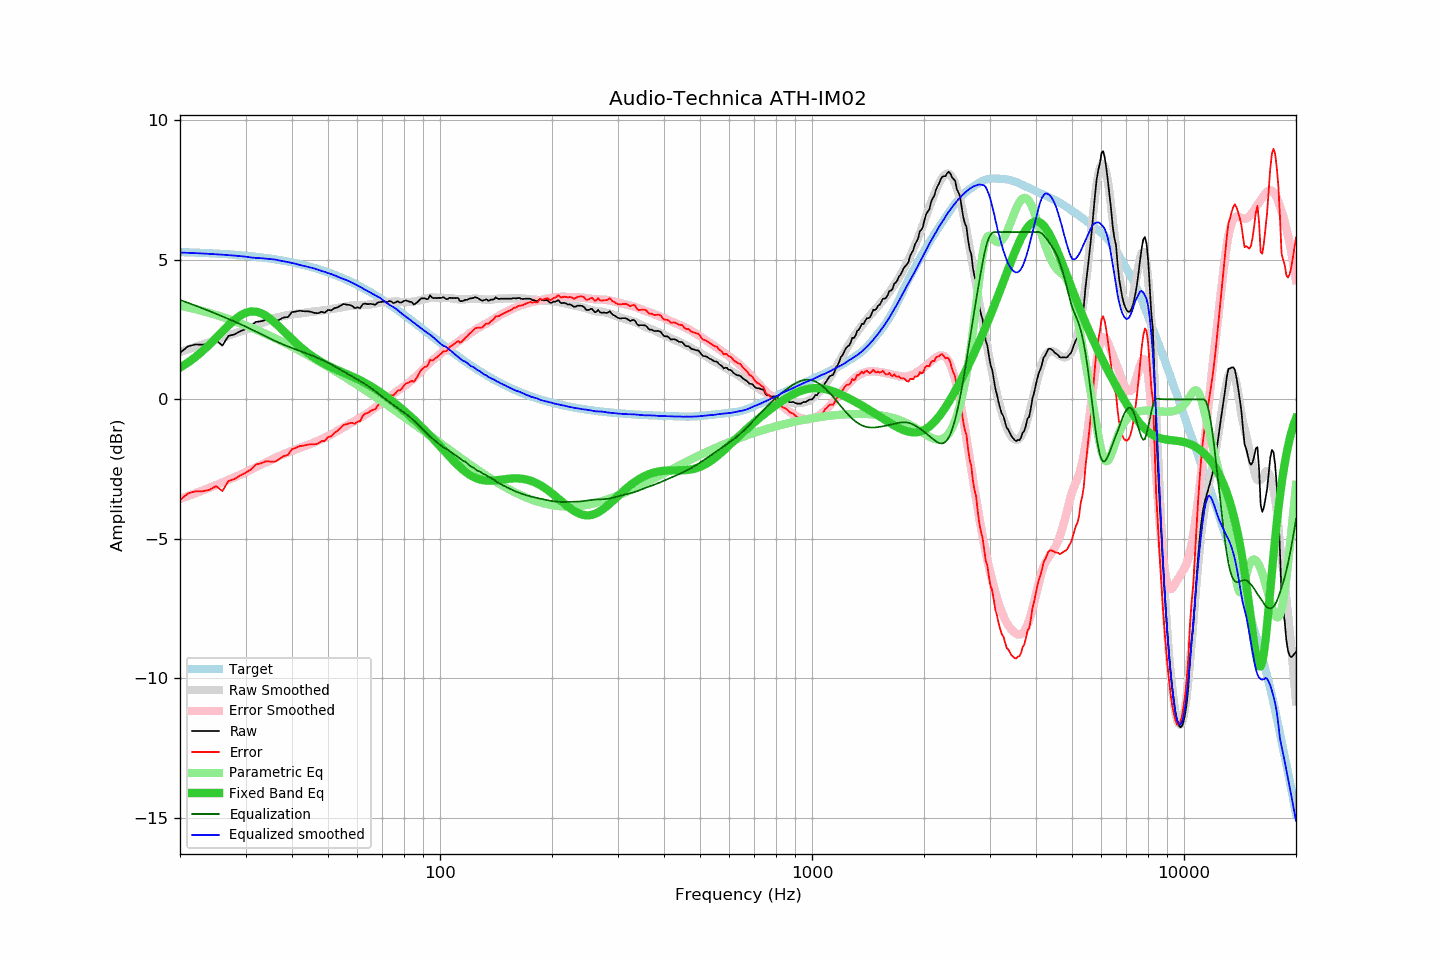 Audio-Technica ATH-IM02
Amplitude (dBr)
10
5
0
−5
−10
−15
Target
Raw Smoothed
Error Smoothed
Raw
Error
Parametric Eq
Fixed Band Eq
Equalization
Equalized smoothed
100
1000
10000
Frequency (Hz)